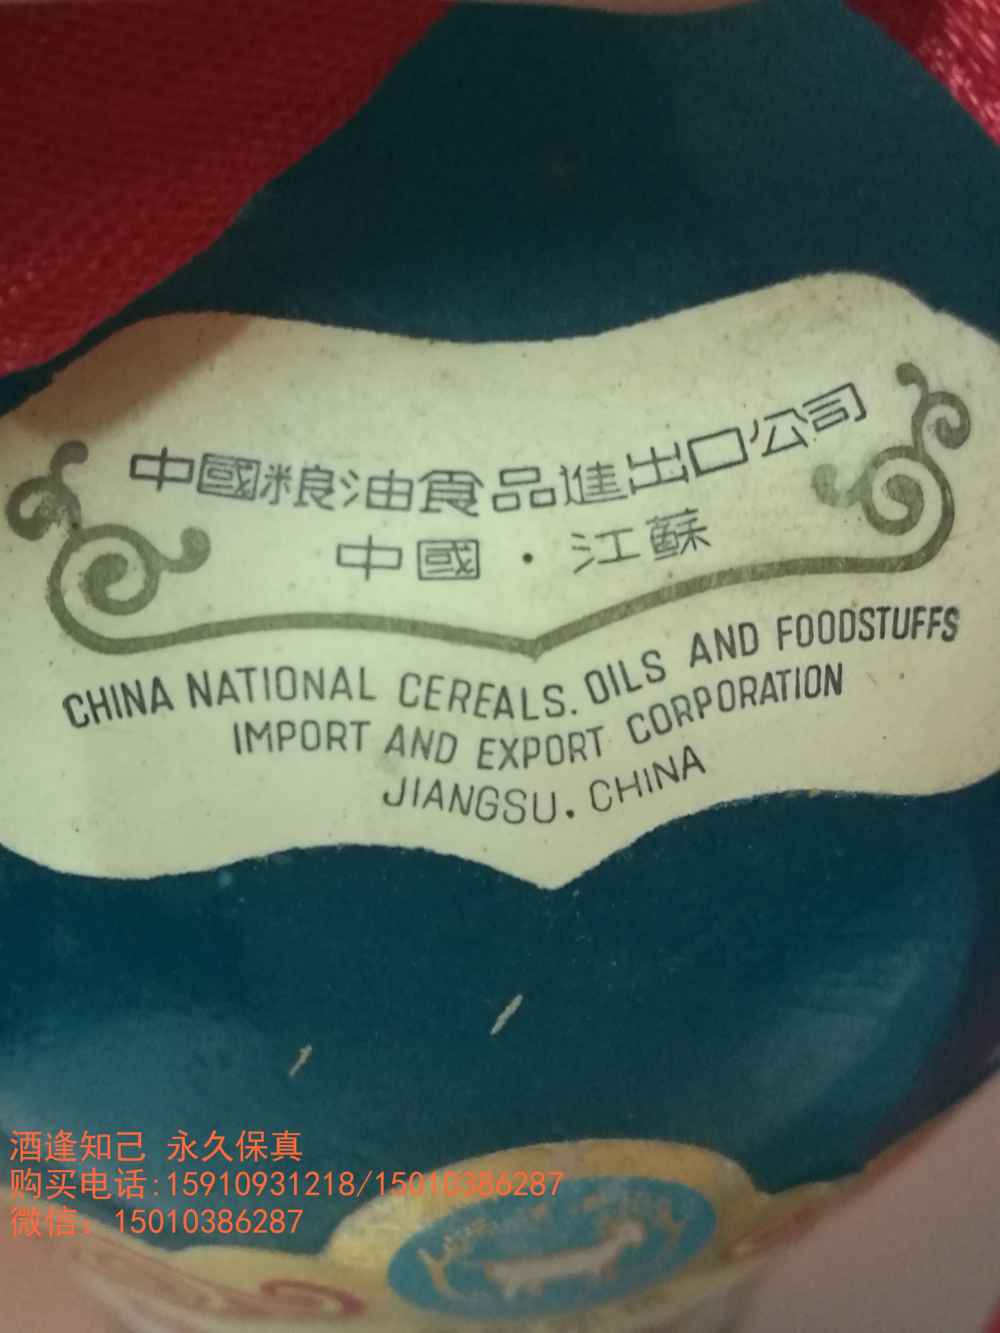 中國粮油食品進出口公司
中國·江蘇
CHINA NATIONAL CEREALS. OILS AND FOODSTUFFS
IMPORT AND EXPORT CORPORATION
JIANGSU. CHINA
酒逢知己 永久保真
购买电话:15910931218/15010386287
微信: 15010386287